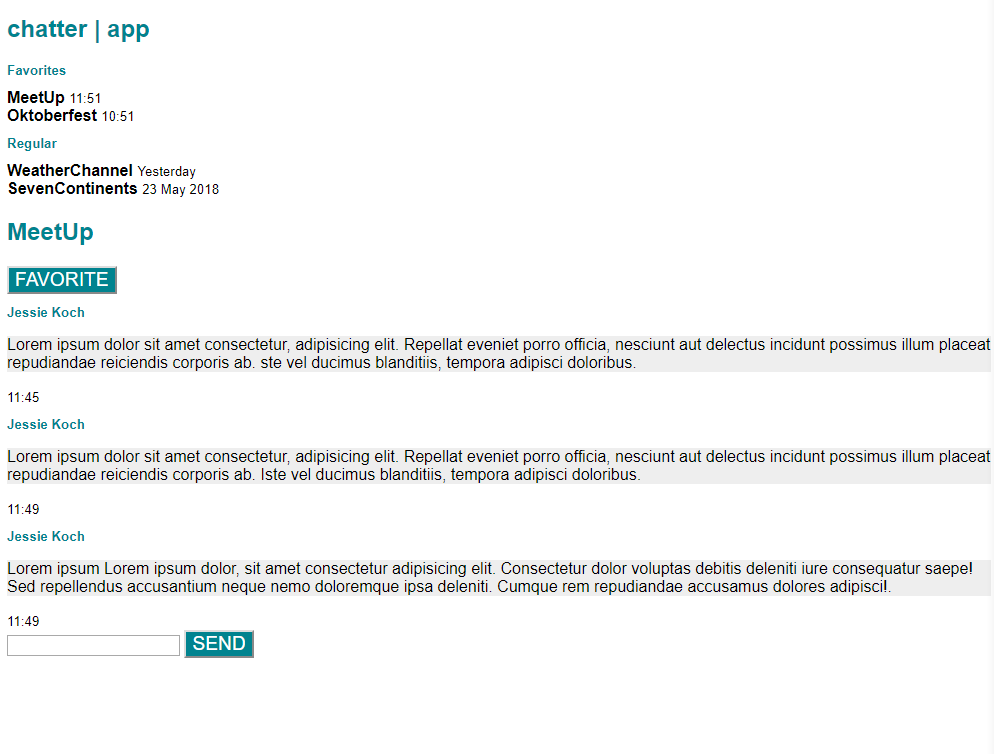 chatter | app
Favorites
MeetUp 11:51
Oktoberfest 10:51
Regular
WeatherChannel Yesterday
SevenContinents 23 May 2018
MeetUp
FAVORITE
Jessie Koch
Lorem ipsum dolor sit amet consectetur, adipisicing elit. Repellat eveniet porro officia, nesciunt aut delectus incidunt possimus illum placeat
repudiandae reiciendis corporis ab. ste vel ducimus blanditiis, tempora adipisci doloribus.
11:45
Jessie Koch
Lorem ipsum dolor sit amet consectetur, adipisicing elit. Repellat eveniet porro officia, nesciunt aut delectus incidunt possimus illum placeat
repudiandae reiciendis corporis ab. Iste vel ducimus blanditiis, tempora adipisci doloribus.
11:49
Jessie Koch
Lorem ipsum Lorem ipsum dolor, sit amet consectetur adipisicing elit. Consectetur dolor voluptas debitis deleniti iure consequatur saepe!
Sed repellendus accusantium neque nemo doloremque ipsa deleniti. Cumque rem repudiandae accusamus dolores adipisci!.
11:49
SEND